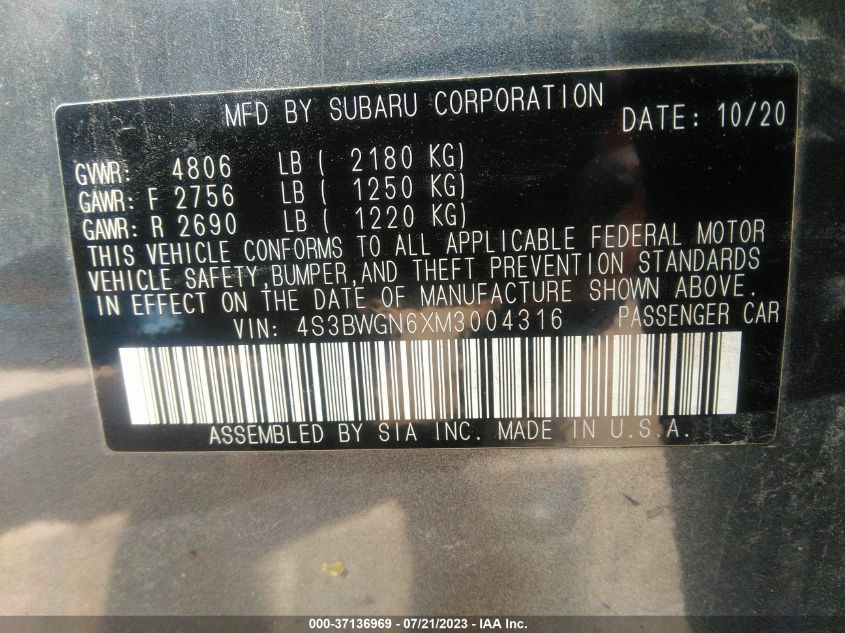 MFD BY SUBARU CORPORATION DATE: 10/20
GVWR: 4806 LB ( 2180 KG)
GAWR: F 2756 LB ( 1250 KG)
GAWR: R 2690 LB ( 1220 KG)
THIS VEHICLE CONFORMS TO ALL APPLICABLE FEDERAL MOTOR
VEHICLE SAFETY,BUMPER,AND THEFT PREVENTION STANDARDS
IN EFFECT ON THE DATE OF MANUFACTURE SHOWN ABOVE.
VIN: 4S3BWGN6XM3004316 PASSENGER CAR
ASSEMBLED BY SIA INC. MADE IN U.S.A.
000-37136969 - 07/21/2023 - IAA Inc.